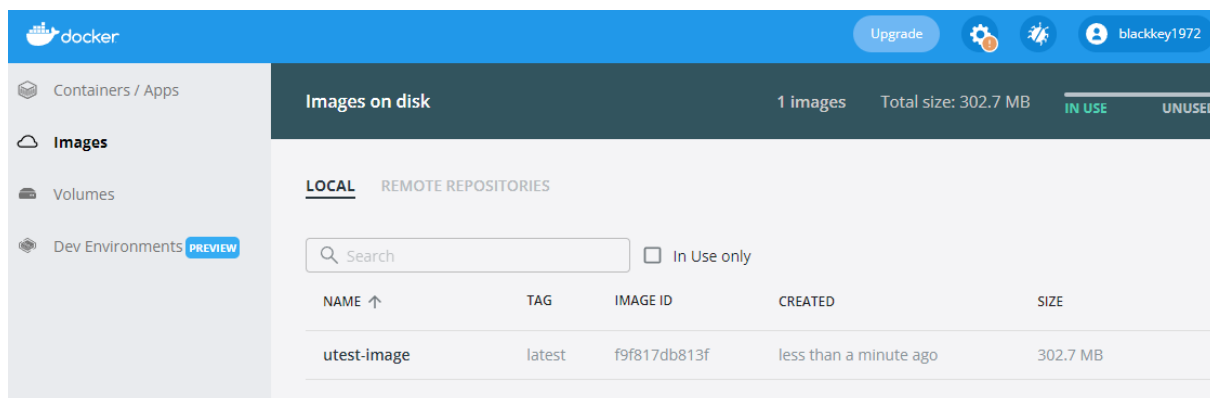 docker
Upgrade
blackkey1972
Containers / Apps
Images
Volumes
Dev Environments PREVIEW
Images on disk
1 images
Total size: 302.7 MB
IN USE
LOCAL REMOTE REPOSITORIES
Search
In Use only
NAME TAG IMAGE ID CREATED SIZE
utest-image latest f9f817db813f less than a minute ago 302.7 MB